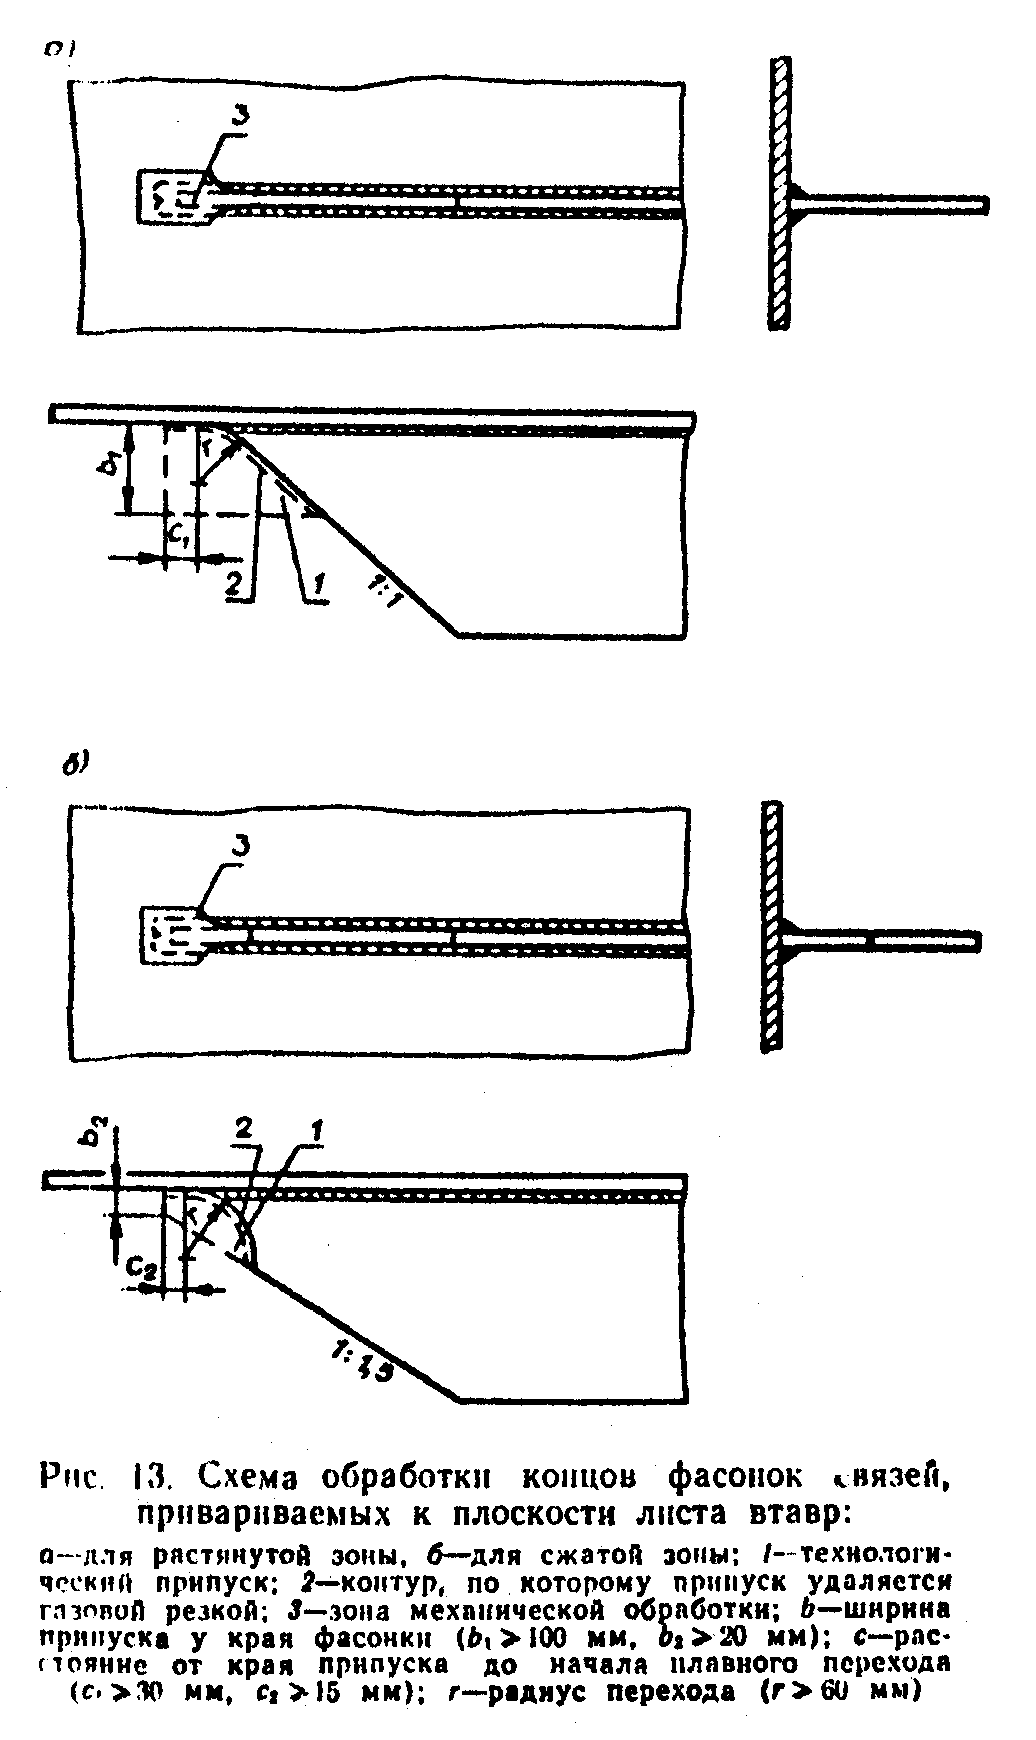 а)
3
b₁
r
c₁
2
1
1:1
б)
3
b₂
2
1
r
c₂
1:1,5
Рис. 13. Схема обработки концов фасонок связей,
привариваемых к плоскости листа втавр:
а—для растянутой зоны, б—для сжатой зоны; 1—технологи-
ческий припуск; 2—контур, по которому припуск удаляется
газовой резкой; 3—зона механической обработки; b—ширина
припуска у края фасонки (b₁>100 мм, b₂>20 мм); c—рас-
стояние от края припуска до начала плавного перехода
(c₁>30 мм, c₂>15 мм); r—радиус перехода (r>60 мм)